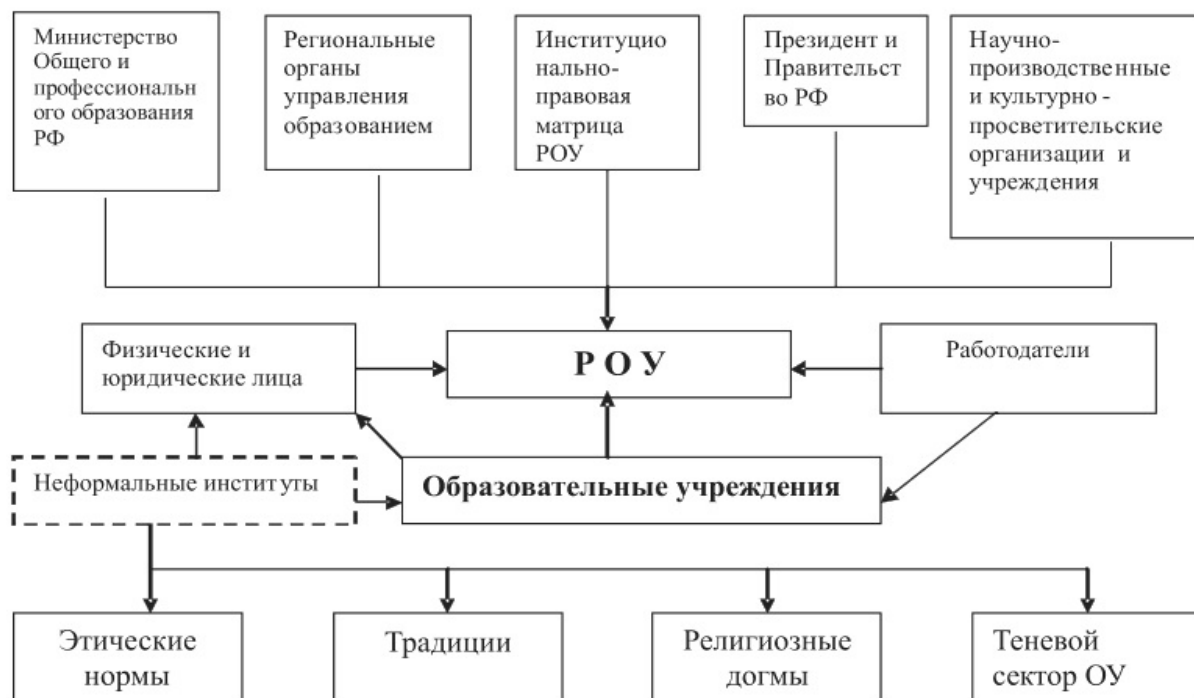 Министерство
Общего и
профессиональн
ого образования
РФ
Региональные
органы
управления
образованием
Институцио
нально-
правовая
матрица
РОУ
Президент и
Правительст
во РФ
Научно-
производственные
и культурно -
просветительские
организации и
учреждения
Физические и
юридические лица
Р О У
Работодатели
Неформальные институты
Образовательные учреждения
Этические
нормы
Традиции
Религиозные
догмы
Теневой
сектор ОУ